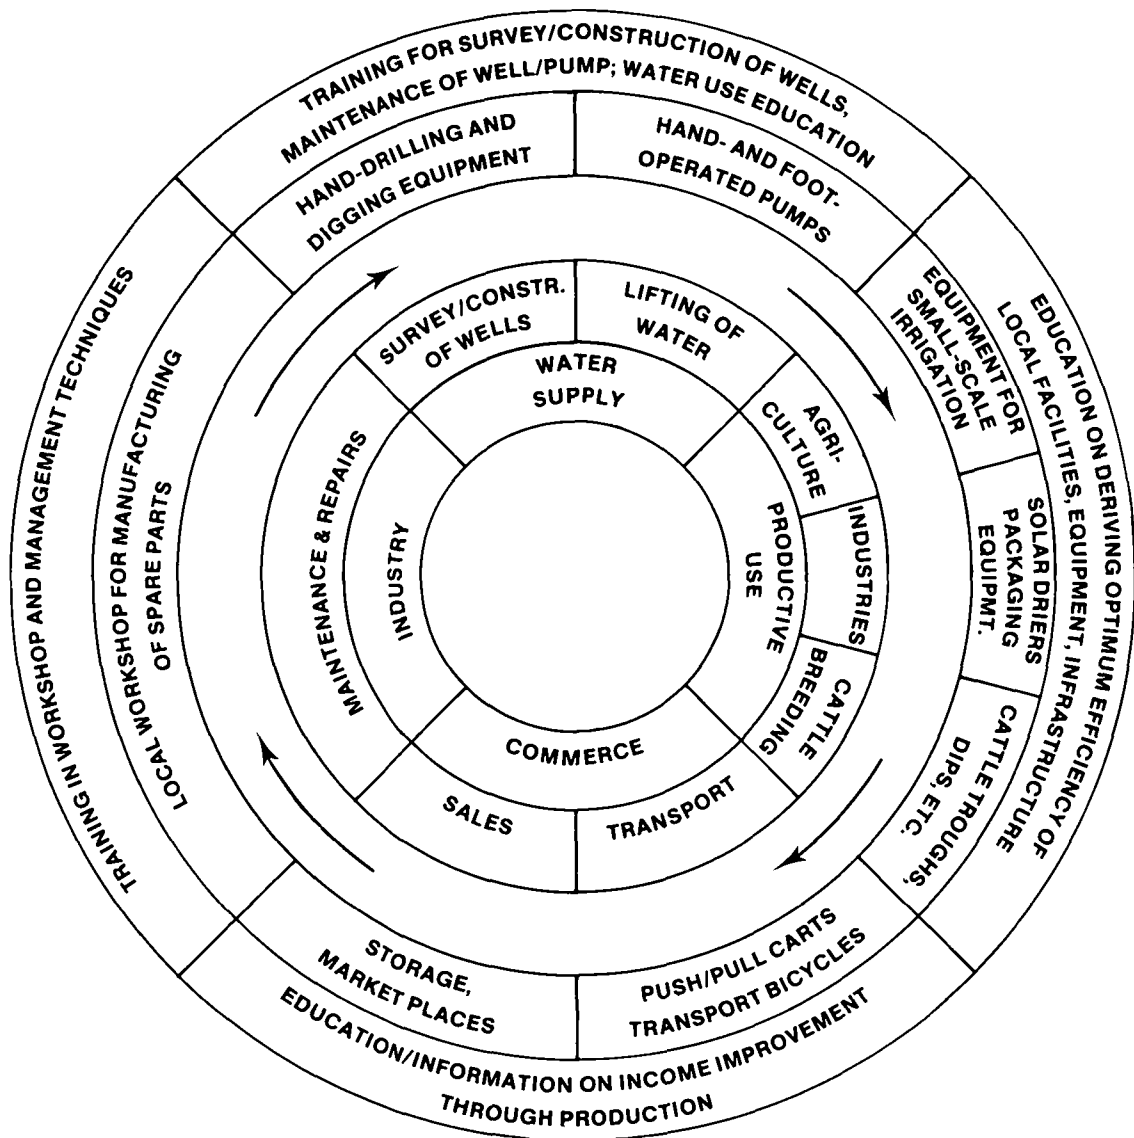 TRAINING FOR SURVEY/CONSTRUCTION OF WELLS,
MAINTENANCE OF WELL/PUMP; WATER USE EDUCATION
HAND-DRILLING AND
DIGGING EQUIPMENT
HAND- AND FOOT-
OPERATED PUMPS
EDUCATION ON DERIVING OPTIMUM EFFICIENCY OF
LOCAL FACILITIES, EQUIPMENT, INFRASTRUCTURE
EQUIPMENT FOR
SMALL-SCALE
IRRIGATION
SOLAR DRIERS
PACKAGING
EQUIPMT.
CATTLE TROUGHS,
DIPS, ETC.
PUSH/PULL CARTS
TRANSPORT BICYCLES
STORAGE,
MARKET PLACES
EDUCATION/INFORMATION ON INCOME IMPROVEMENT
THROUGH PRODUCTION
TRAINING IN WORKSHOP AND MANAGEMENT TECHNIQUES
LOCAL WORKSHOP FOR MANUFACTURING
OF SPARE PARTS
SURVEY/CONSTR.
OF WELLS
LIFTING OF
WATER
WATER
SUPPLY
AGRI-
CULTURE
INDUSTRIES
CATTLE
BREEDING
PRODUCTIVE
USE
TRANSPORT
SALES
COMMERCE
MAINTENANCE & REPAIRS
INDUSTRY